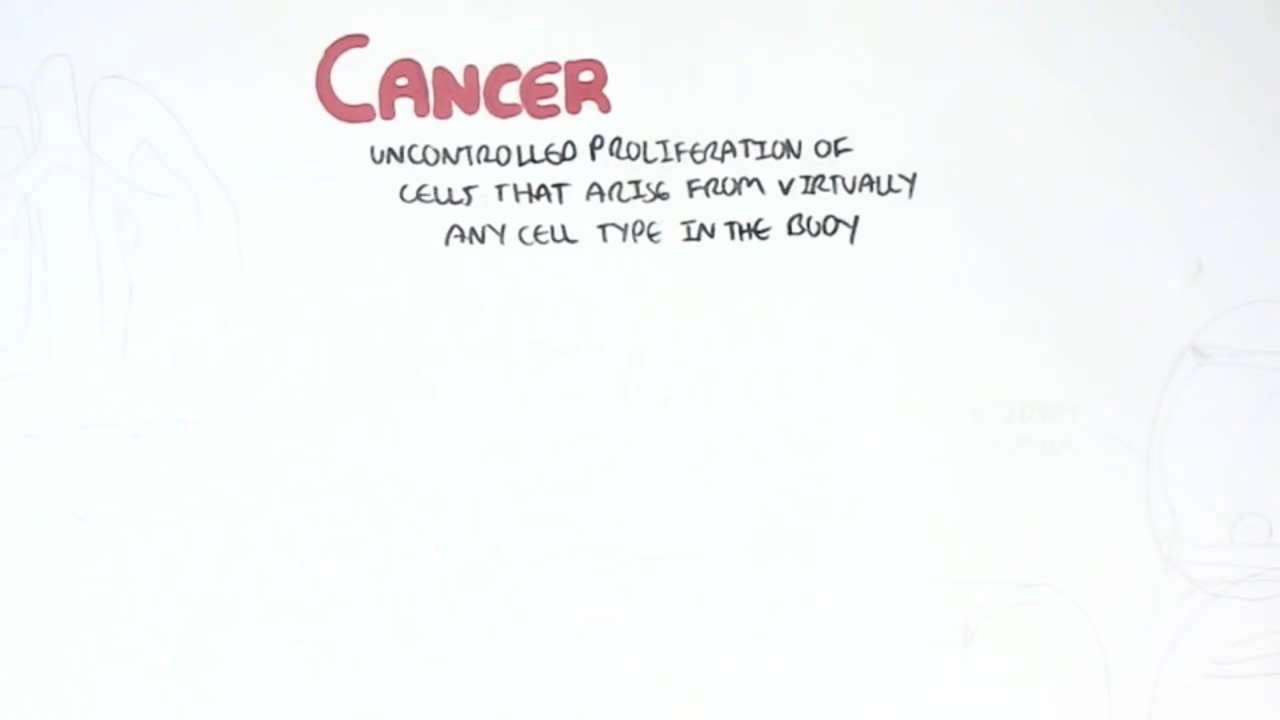 CANCER
UNCONTROLLED PROLIFERATION OF
CELLS THAT ARISE FROM VIRTUALLY
ANY CELL TYPE IN THE BODY